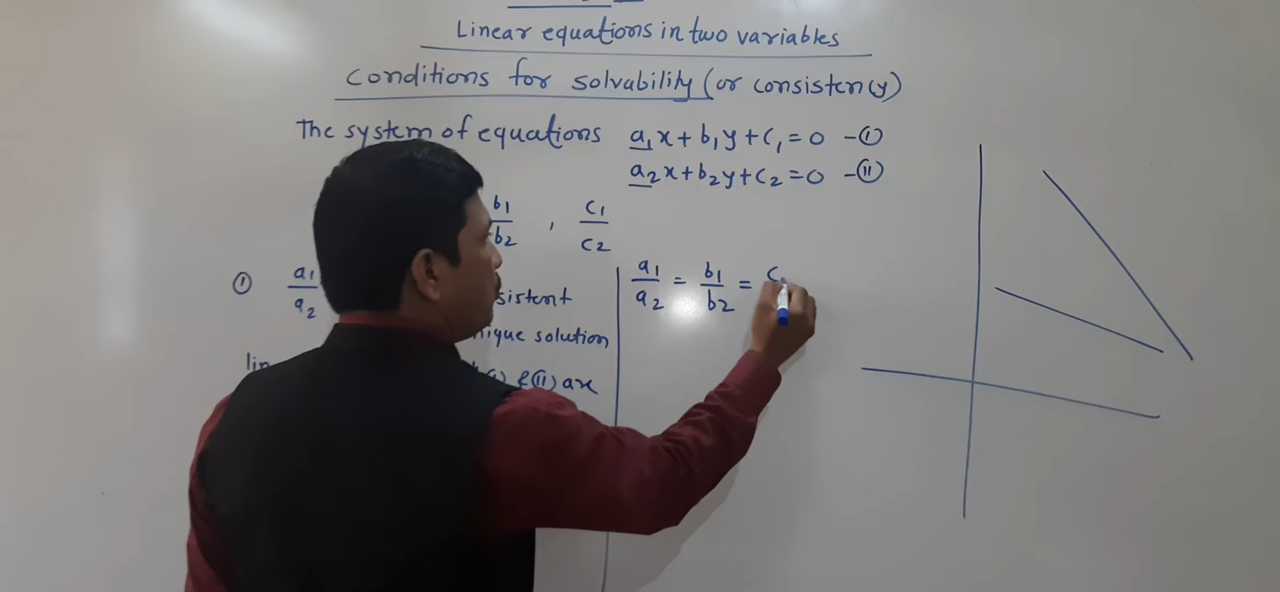 Linear equations in two variables
Conditions for solvability (or consistency)
The system of equations a₁x + b₁y + c₁ = 0 -(I)
a₂x + b₂y + c₂ = 0 -(II)
b₁/b₂ , c₁/c₂
① a₁/a₂
sistent
nique solution
lin
& (II) are
a₁/a₂ = b₁/b₂ = c